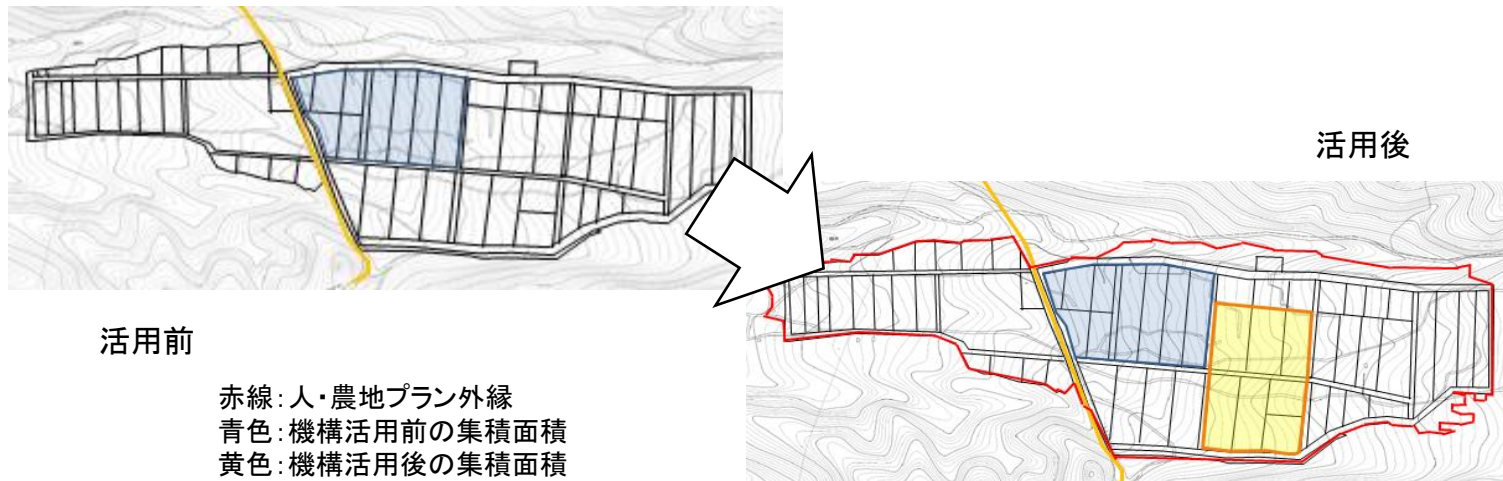 活用後
活用前
赤線：人・農地プラン外縁
青色：機構活用前の集積面積
黄色：機構活用後の集積面積